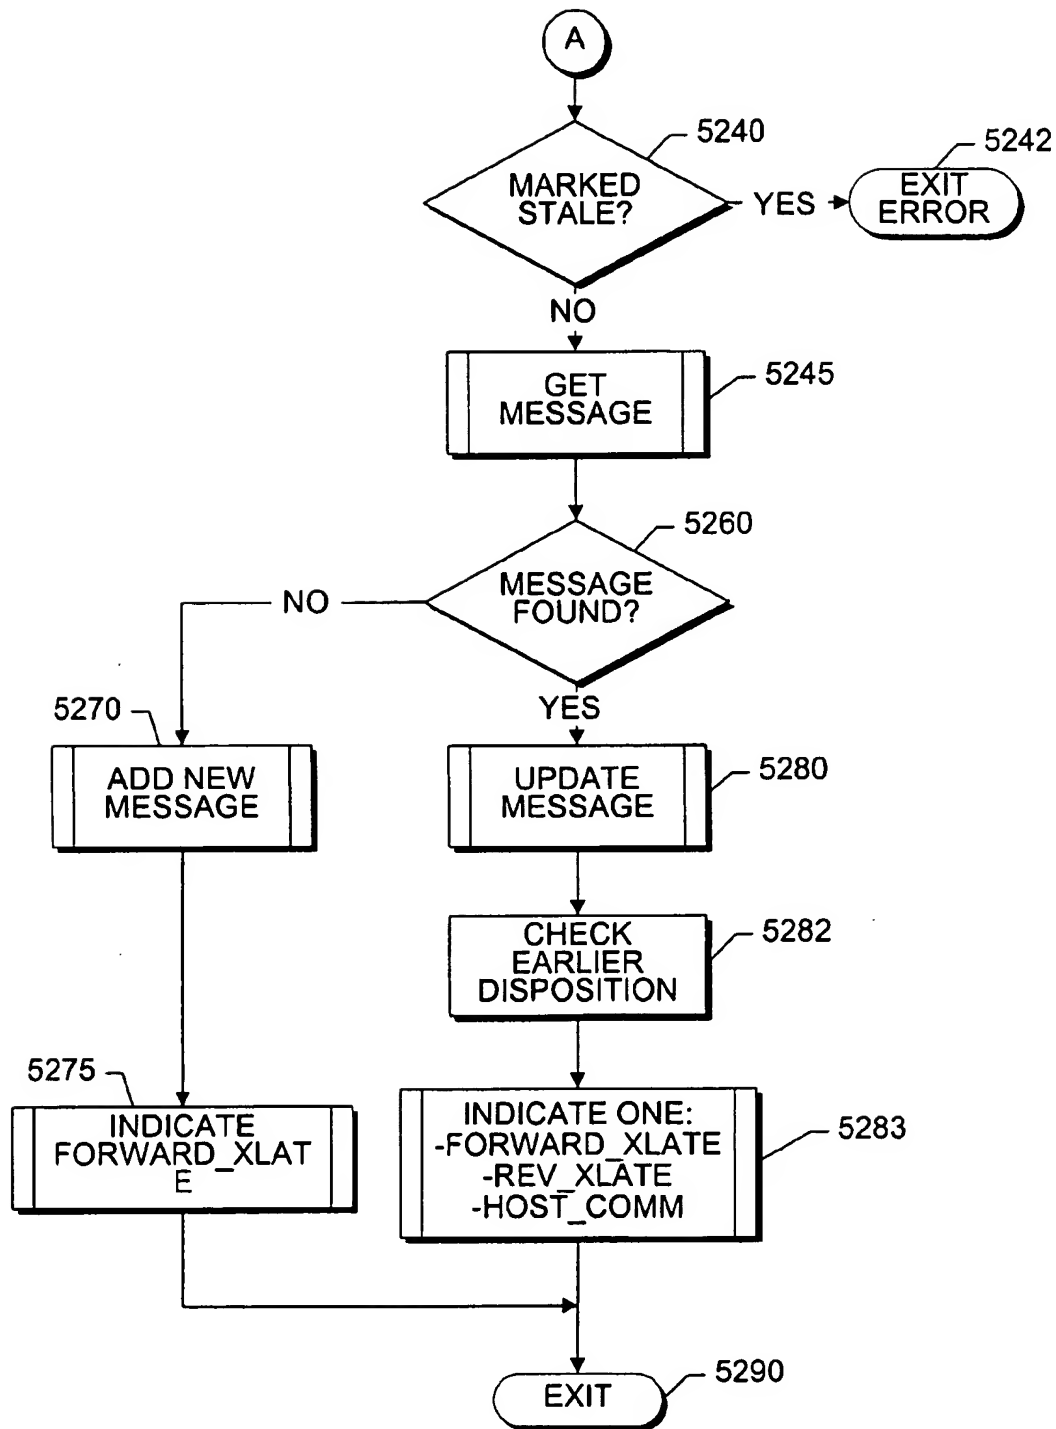 A
5240
MARKED
STALE?
YES
5242
EXIT
ERROR
NO
GET
MESSAGE
5245
5260
MESSAGE
FOUND?
NO
YES
5270
ADD NEW
MESSAGE
UPDATE
MESSAGE
5280
CHECK
EARLIER
DISPOSITION
5282
5275
INDICATE
FORWARD_XLAT
E
INDICATE ONE:
-FORWARD_XLATE
-REV_XLATE
-HOST_COMM
5283
EXIT
5290